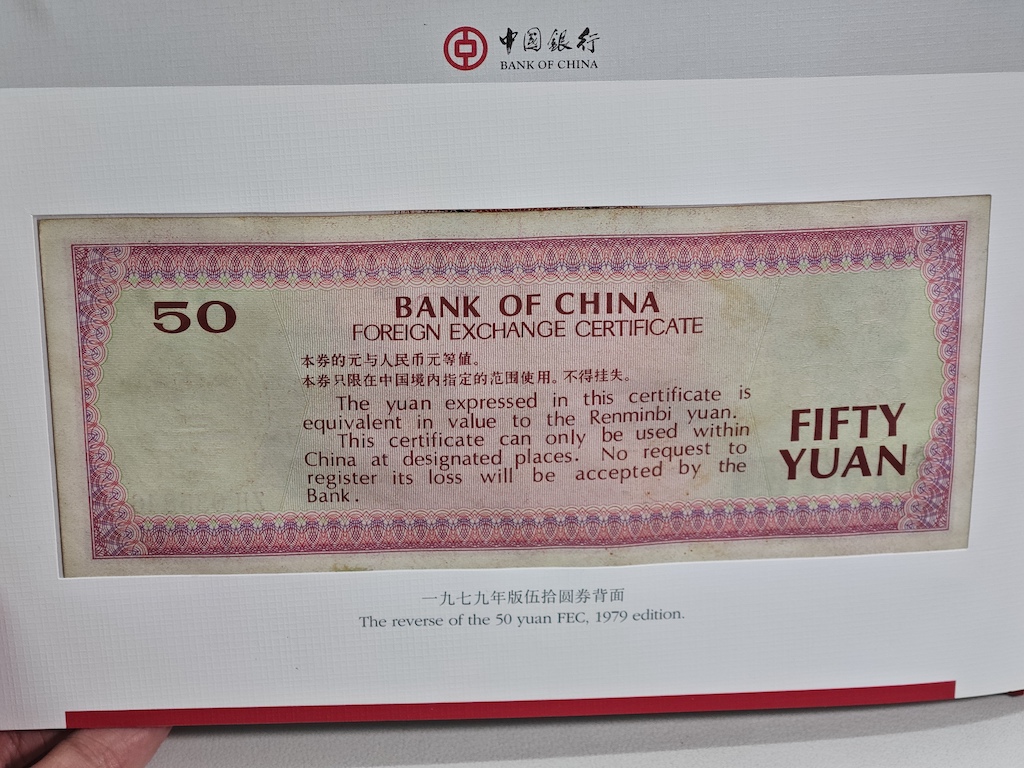 中国銀行
BANK OF CHINA
50
BANK OF CHINA
FOREIGN EXCHANGE CERTIFICATE
本券的元与人民币元等值。
本券只限在中国境内指定的范围使用。不得挂失。
The yuan expressed in this certificate is
equivalent in value to the Renminbi yuan.
This certificate can only be used within
China at designated places. No request to
register its loss will be accepted by the
Bank.
FIFTY
YUAN
一九七九年版伍拾圆券背面
The reverse of the 50 yuan FEC, 1979 edition.